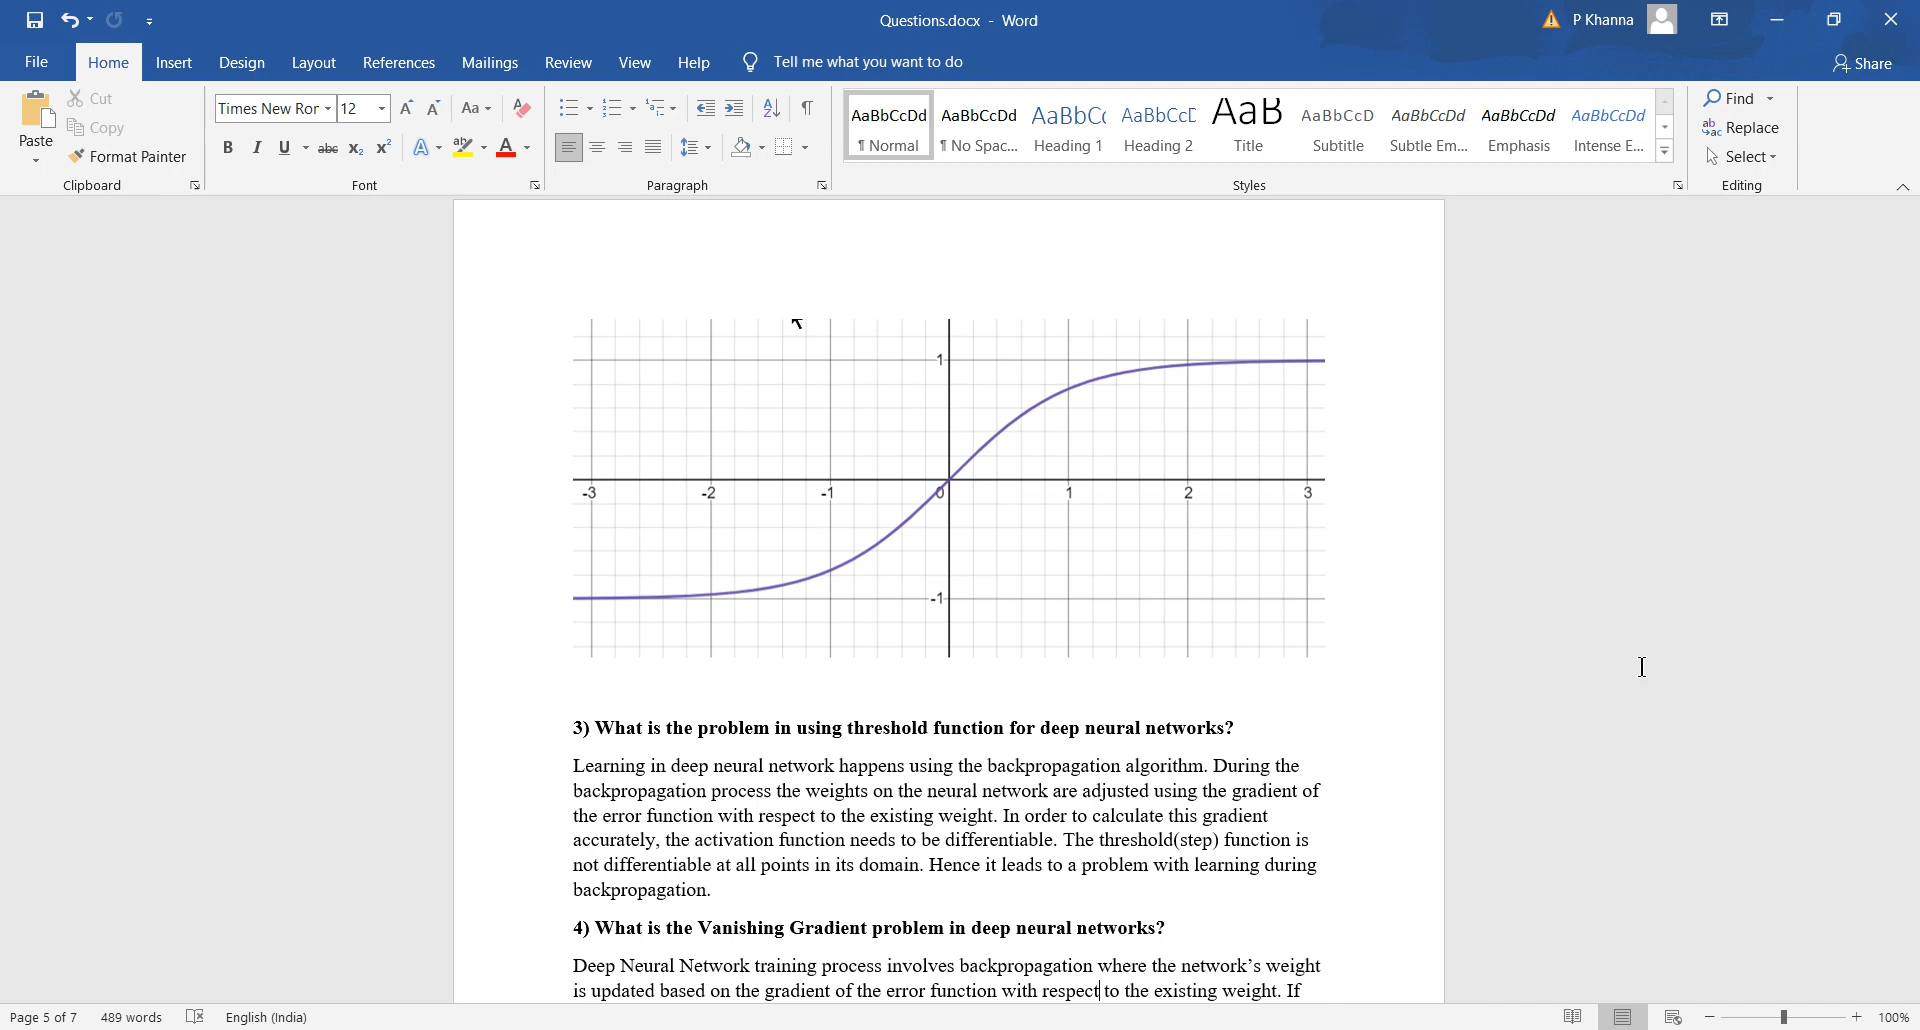 Questions.docx - Word
P Khanna
File Home Insert Design Layout References Mailings Review View Help Tell me what you want to do
Share
Paste
Cut
Copy
Format Painter
Clipboard
Times New Ror 12
Aa
B I U abc X₂ X² A ab A
Font
Paragraph
AaBbCcDd AaBbCcDd AaBbC AaBbCcD AaB AaBbCcD AaBbCcDd AaBbCcDd AaBbCcDd
¶ Normal ¶ No Spac... Heading 1 Heading 2 Title Subtitle Subtle Em... Emphasis Intense E...
Styles
Find
Replace
Select
Editing
1
-3 -2 -1 0 1 2 3
-1
3) What is the problem in using threshold function for deep neural networks?
Learning in deep neural network happens using the backpropagation algorithm. During the
backpropagation process the weights on the neural network are adjusted using the gradient of
the error function with respect to the existing weight. In order to calculate this gradient
accurately, the activation function needs to be differentiable. The threshold(step) function is
not differentiable at all points in its domain. Hence it leads to a problem with learning during
backpropagation.
4) What is the Vanishing Gradient problem in deep neural networks?
Deep Neural Network training process involves backpropagation where the network’s weight
is updated based on the gradient of the error function with respect to the existing weight. If
Page 5 of 7 489 words English (India)
100%